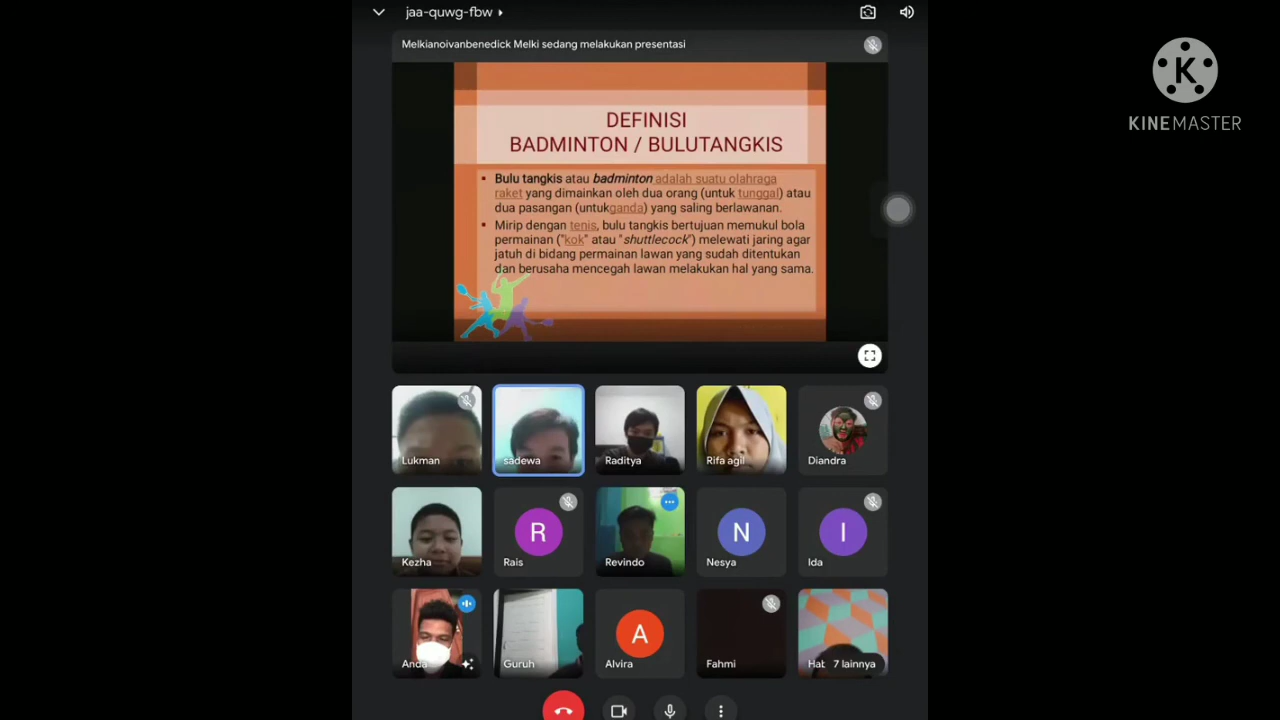 jaa-quwg-fbw
Melkianoivanbenedick Melki sedang melakukan presentasi
K
KINEMASTER
DEFINISI
BADMINTON / BULUTANGKIS
Bulu tangkis atau badminton adalah suatu olahraga
raket yang dimainkan oleh dua orang (untuk tunggal) atau
dua pasangan (untukganda) yang saling berlawanan.
Mirip dengan tenis, bulu tangkis bertujuan memukul bola
permainan ("kok" atau "shuttlecock") melewati jaring agar
jatuh di bidang permainan lawan yang sudah ditentukan
dan berusaha mencegah lawan melakukan hal yang sama.
Lukman
sadewa
Raditya
Rifa agil
Diandra
Kezha
R
Rais
Revindo
N
Nesya
I
Ida
Anda
Guruh
A
Alvira
Fahmi
Hat
7 lainnya